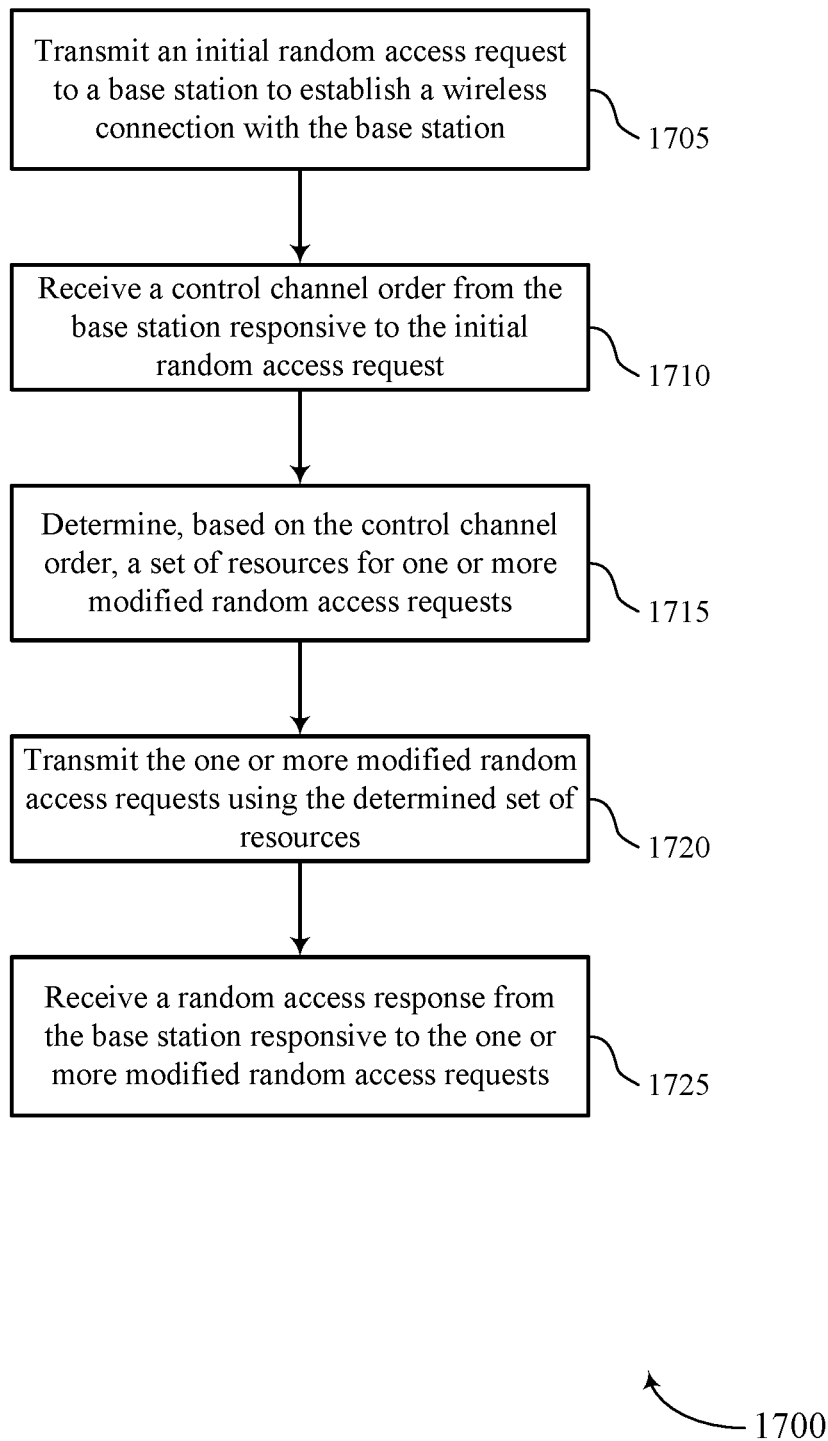 Transmit an initial random access request
to a base station to establish a wireless
connection with the base station
1705
Receive a control channel order from the
base station responsive to the initial
random access request
1710
Determine, based on the control channel
order, a set of resources for one or more
modified random access requests
1715
Transmit the one or more modified random
access requests using the determined set of
resources
1720
Receive a random access response from
the base station responsive to the one or
more modified random access requests
1725
1700